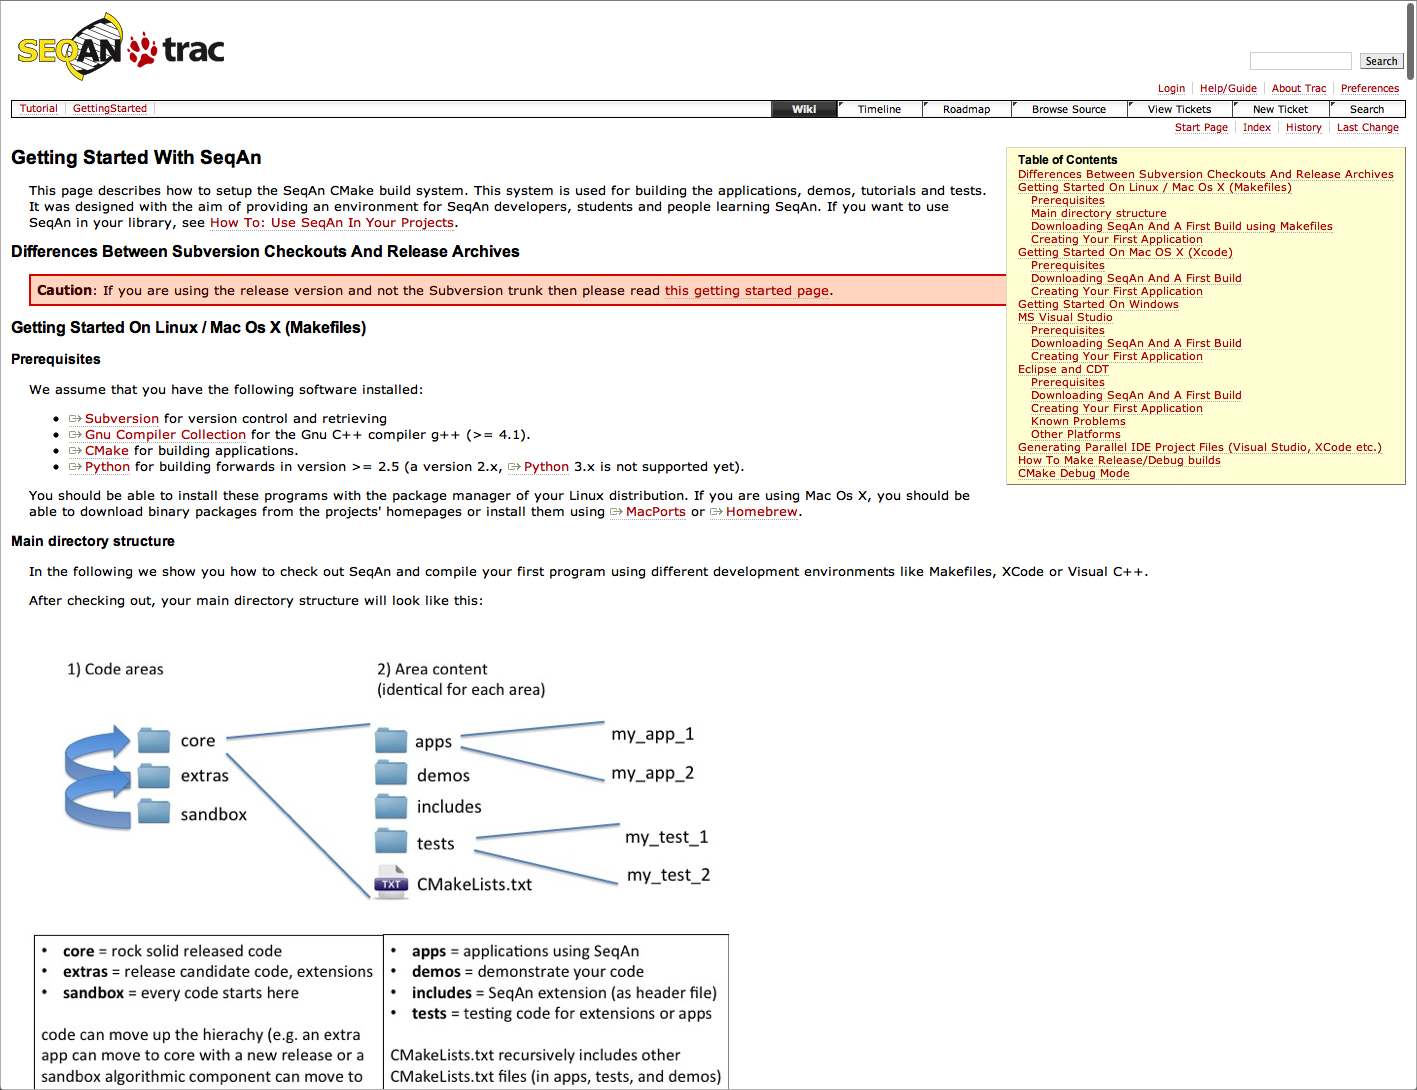 SEQAN trac
Search
Login Help/Guide About Trac Preferences
Tutorial GettingStarted Wiki Timeline Roadmap Browse Source View Tickets New Ticket Search
Start Page Index History Last Change
Getting Started With SeqAn
This page describes how to setup the SeqAn CMake build system. This system is used for building the applications, demos, tutorials and tests.
It was designed with the aim of providing an environment for SeqAn developers, students and people learning SeqAn. If you want to use
SeqAn in your library, see How To: Use SeqAn In Your Projects.
Differences Between Subversion Checkouts And Release Archives
Caution: If you are using the release version and not the Subversion trunk then please read this getting started page.
Table of Contents
Differences Between Subversion Checkouts And Release Archives
Getting Started On Linux / Mac Os X (Makefiles)
Prerequisites
Main directory structure
Downloading SeqAn And A First Build using Makefiles
Creating Your First Application
Getting Started On Mac OS X (Xcode)
Prerequisites
Downloading SeqAn And A First Build
Creating Your First Application
Getting Started On Windows
MS Visual Studio
Prerequisites
Downloading SeqAn And A First Build
Creating Your First Application
Eclipse and CDT
Prerequisites
Downloading SeqAn And A First Build
Creating Your First Application
Known Problems
Other Platforms
Generating Parallel IDE Project Files (Visual Studio, XCode etc.)
How To Make Release/Debug builds
CMake Debug Mode
Getting Started On Linux / Mac Os X (Makefiles)
Prerequisites
We assume that you have the following software installed:
• Subversion for version control and retrieving
• Gnu Compiler Collection for the Gnu C++ compiler g++ (>= 4.1).
• CMake for building applications.
• Python for building forwards in version >= 2.5 (a version 2.x, Python 3.x is not supported yet).
You should be able to install these programs with the package manager of your Linux distribution. If you are using Mac Os X, you should be
able to download binary packages from the projects' homepages or install them using MacPorts or Homebrew.
Main directory structure
In the following we show you how to check out SeqAn and compile your first program using different development environments like Makefiles, XCode or Visual C++.
After checking out, your main directory structure will look like this:
1) Code areas
core
extras
sandbox
2) Area content
(identical for each area)
apps
demos
includes
tests
TXT CMakeLists.txt
my_app_1
my_app_2
my_test_1
my_test_2
• core = rock solid released code
• extras = release candidate code, extensions
• sandbox = every code starts here
code can move up the hierachy (e.g. an extra
app can move to core with a new release or a
sandbox algorithmic component can move to
• apps = applications using SeqAn
• demos = demonstrate your code
• includes = SeqAn extension (as header file)
• tests = testing code for extensions or apps
CMakeLists.txt recursively includes other
CMakeLists.txt files (in apps, tests, and demos)